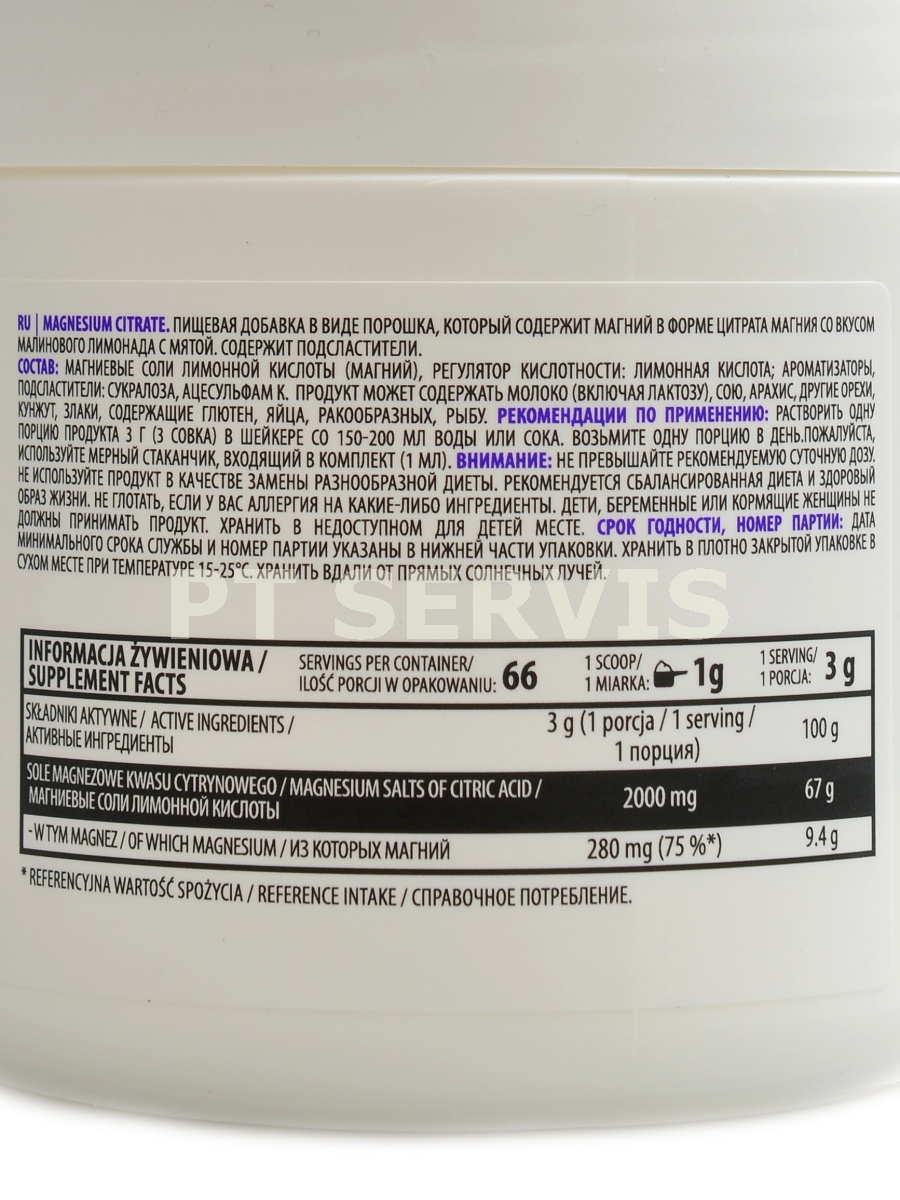 RU | MAGNESIUM CITRATE. ПИЩЕВАЯ ДОБАВКА В ВИДЕ ПОРОШКА, КОТОРЫЙ СОДЕРЖИТ МАГНИЙ В ФОРМЕ ЦИТРАТА МАГНИЯ СО ВКУСОМ
МАЛИНОВОГО ЛИМОНАДА С МЯТОЙ. СОДЕРЖИТ ПОДСЛАСТИТЕЛИ.
СОСТАВ: МАГНИЕВЫЕ СОЛИ ЛИМОННОЙ КИСЛОТЫ (МАГНИЙ), РЕГУЛЯТОР КИСЛОТНОСТИ: ЛИМОННАЯ КИСЛОТА; АРОМАТИЗАТОРЫ,
ПОДСЛАСТИТЕЛИ: СУКРАЛОЗА, АЦЕСУЛЬФАМ К. ПРОДУКТ МОЖЕТ СОДЕРЖАТЬ МОЛОКО (ВКЛЮЧАЯ ЛАКТОЗУ), СОЮ, АРАХИС, ДРУГИЕ ОРЕХИ,
КУНЖУТ, ЗЛАКИ, СОДЕРЖАЩИЕ ГЛЮТЕН, ЯЙЦА, РАКООБРАЗНЫХ, РЫБУ. РЕКОМЕНДАЦИИ ПО ПРИМЕНЕНИЮ: РАСТВОРИТЬ ОДНУ
ПОРЦИЮ ПРОДУКТА 3 Г (3 СОВКА) В ШЕЙКЕРЕ СО 150-200 МЛ ВОДЫ ИЛИ СОКА. ВОЗЬМИТЕ ОДНУ ПОРЦИЮ В ДЕНЬ.ПОЖАЛУЙСТА,
ИСПОЛЬЗУЙТЕ МЕРНЫЙ СТАКАНЧИК, ВХОДЯЩИЙ В КОМПЛЕКТ (1 МЛ). ВНИМАНИЕ: НЕ ПРЕВЫШАЙТЕ РЕКОМЕНДУЕМУЮ СУТОЧНУЮ ДОЗУ.
НЕ ИСПОЛЬЗУЙТЕ ПРОДУКТ В КАЧЕСТВЕ ЗАМЕНЫ РАЗНООБРАЗНОЙ ДИЕТЫ. РЕКОМЕНДУЕТСЯ СБАЛАНСИРОВАННАЯ ДИЕТА И ЗДОРОВЫЙ
ОБРАЗ ЖИЗНИ. НЕ ГЛОТАТЬ, ЕСЛИ У ВАС АЛЛЕРГИЯ НА КАКИЕ-ЛИБО ИНГРЕДИЕНТЫ. ДЕТИ, БЕРЕМЕННЫЕ ИЛИ КОРМЯЩИЕ ЖЕНЩИНЫ НЕ
ДОЛЖНЫ ПРИНИМАТЬ ПРОДУКТ. ХРАНИТЬ В НЕДОСТУПНОМ ДЛЯ ДЕТЕЙ МЕСТЕ. СРОК ГОДНОСТИ, НОМЕР ПАРТИИ: ДАТА
МИНИМАЛЬНОГО СРОКА СЛУЖБЫ И НОМЕР ПАРТИИ УКАЗАНЫ В НИЖНЕЙ ЧАСТИ УПАКОВКИ. ХРАНИТЬ В ПЛОТНО ЗАКРЫТОЙ УПАКОВКЕ В
СУХОМ МЕСТЕ ПРИ ТЕМПЕРАТУРЕ 15-25°C. ХРАНИТЬ ВДАЛИ ОТ ПРЯМЫХ СОЛНЕЧНЫХ ЛУЧЕЙ.
PT SERVIS
INFORMACJA ŻYWIENIOWA /
SUPPLEMENT FACTS
SERVINGS PER CONTAINER/
ILOŚĆ PORCJI W OPAKOWANIU: 66
1 SCOOP/
1 MIARKA: 1g
1 SERVING/
1 PORCJA: 3 g
SKŁADNIKI AKTYWNE / ACTIVE INGREDIENTS /
АКТИВНЫЕ ИНГРЕДИЕНТЫ
3 g (1 porcja / 1 serving /
1 порция)
100 g
SOLE MAGNEZOWE KWASU CYTRYNOWEGO / MAGNESIUM SALTS OF CITRIC ACID /
МАГНИЕВЫЕ СОЛИ ЛИМОННОЙ КИСЛОТЫ
2000 mg
67 g
- W TYM MAGNEZ / OF WHICH MAGNESIUM / ИЗ КОТОРЫХ МАГНИЙ
280 mg (75 %*)
9.4 g
* REFERENCYJNA WARTOŚĆ SPOŻYCIA / REFERENCE INTAKE / СПРАВОЧНОЕ ПОТРЕБЛЕНИЕ.